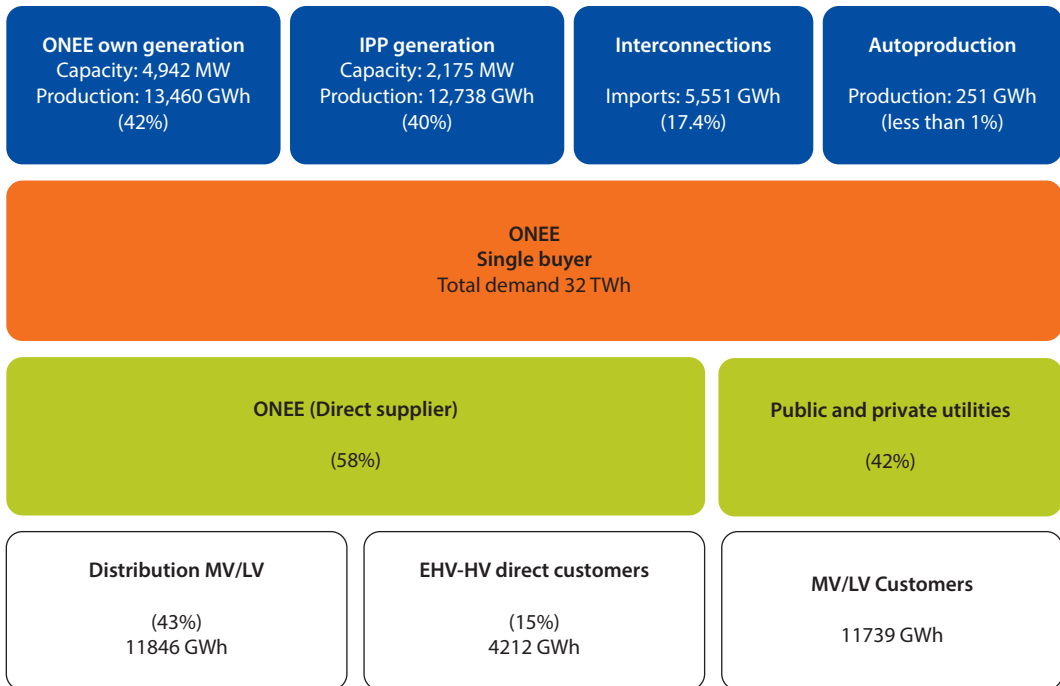 ONEE own generation
Capacity: 4,942 MW
Production: 13,460 GWh
(42%)
IPP generation
Capacity: 2,175 MW
Production: 12,738 GWh
(40%)
Interconnections
Imports: 5,551 GWh
(17.4%)
Autoproduction
Production: 251 GWh
(less than 1%)
ONEE
Single buyer
Total demand 32 TWh
ONEE (Direct supplier)
(58%)
Public and private utilities
(42%)
Distribution MV/LV
(43%)
11846 GWh
EHV-HV direct customers
(15%)
4212 GWh
MV/LV Customers
11739 GWh